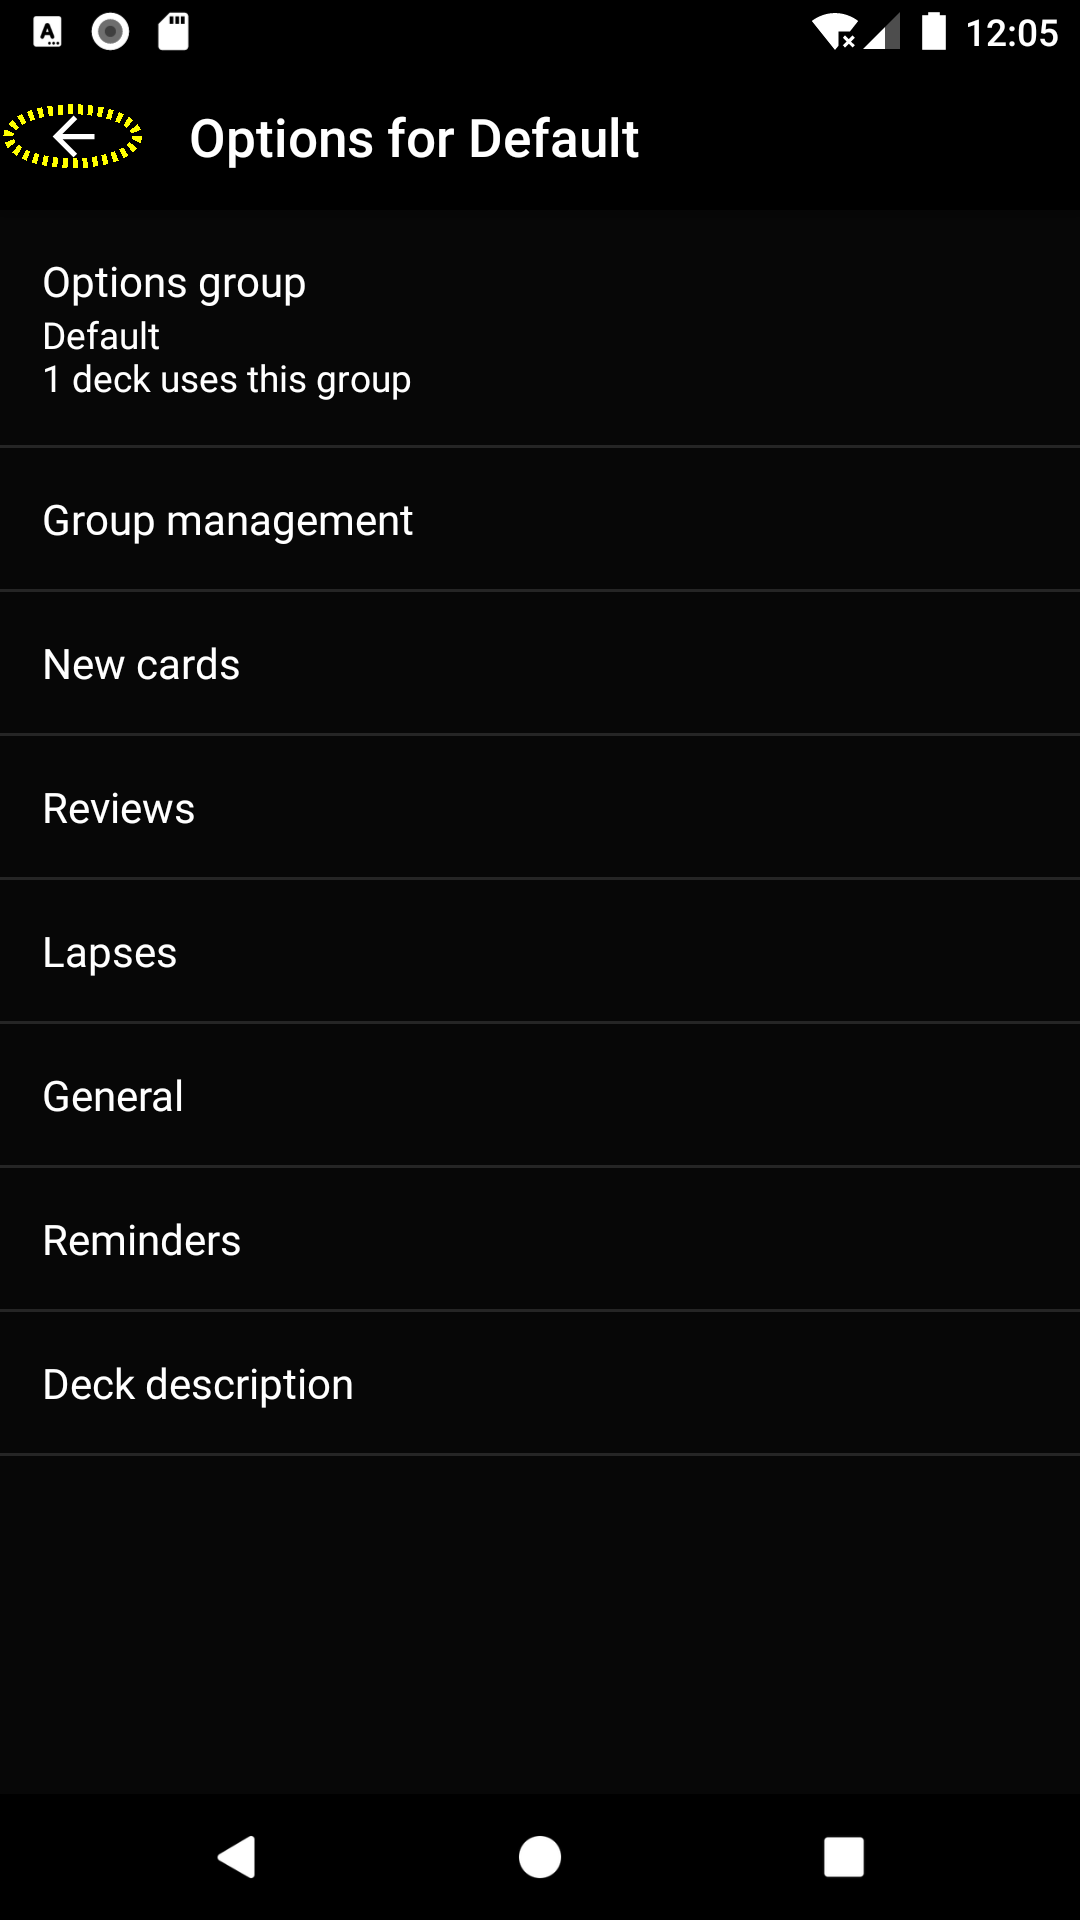 12:05
Options for Default
Options group
Default
1 deck uses this group
Group management
New cards
Reviews
Lapses
General
Reminders
Deck description